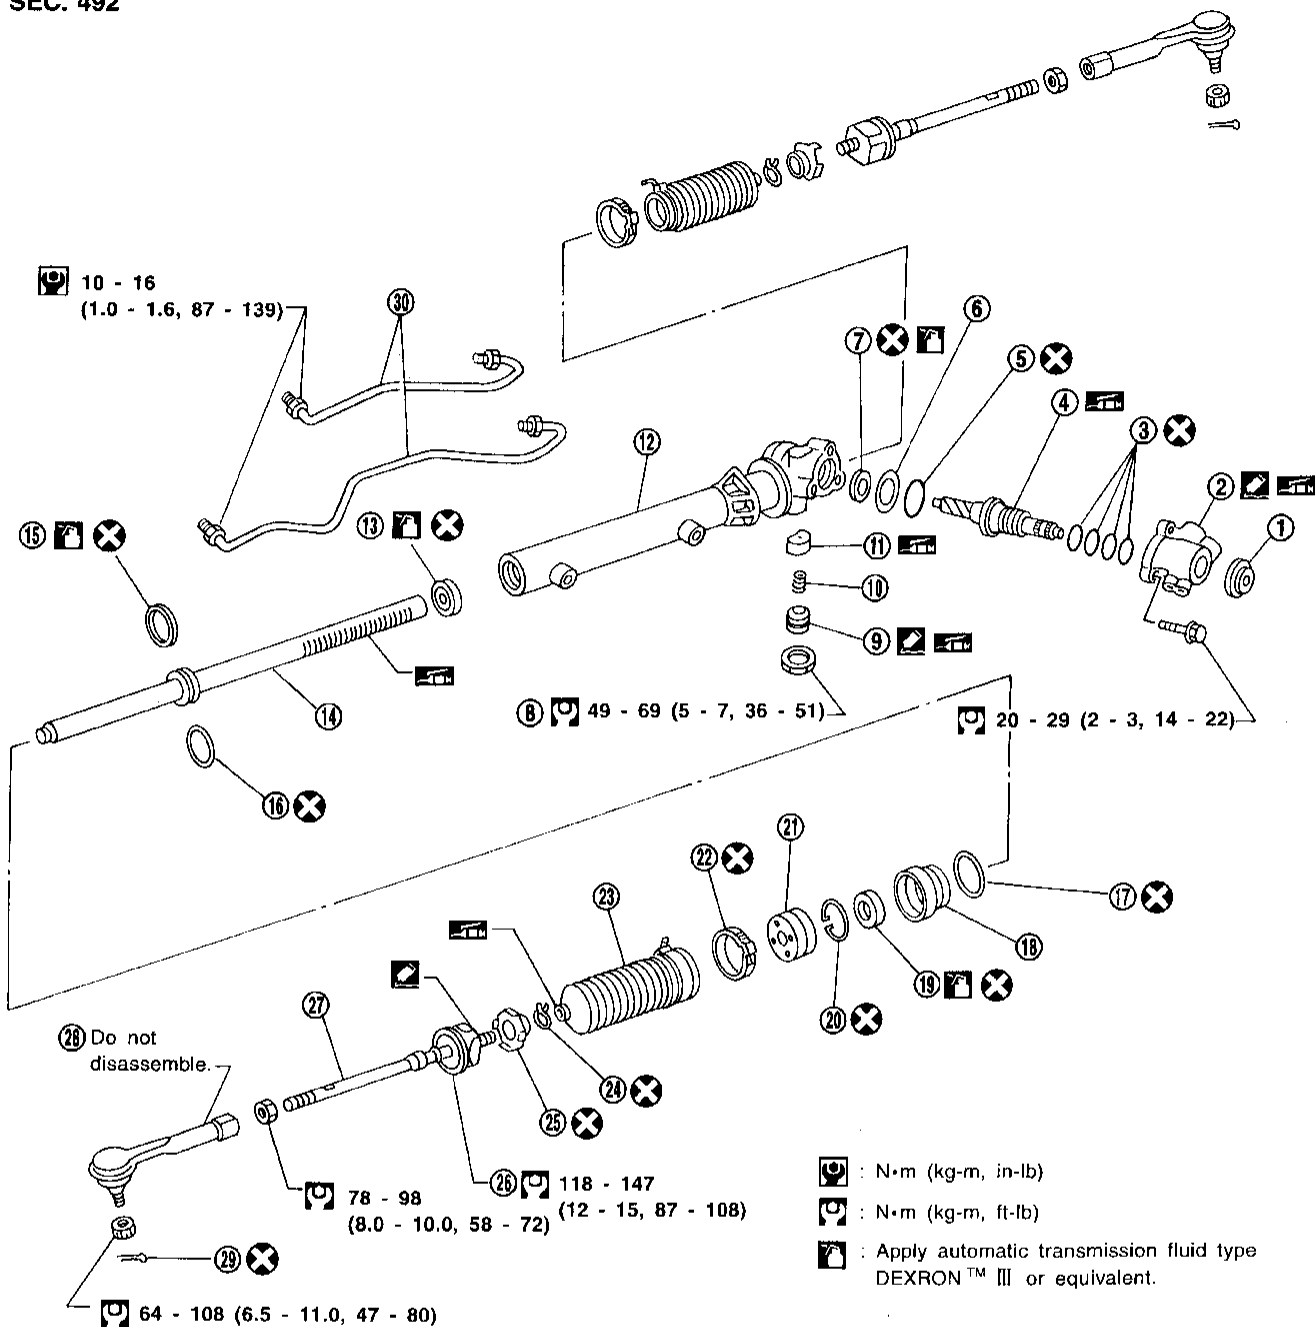 SEC. 492
10 - 16
(1.0 - 1.6, 87 - 139)
30
6
7
5
4
3
2
1
12
15
13
11
10
9
14
8 49 - 69 (5 - 7, 36 - 51)
20 - 29 (2 - 3, 14 - 22)
16
21
22
23
17
18
19
20
27
28 Do not
disassemble.
24
25
26 118 - 147
(12 - 15, 87 - 108)
78 - 98
(8.0 - 10.0, 58 - 72)
29
64 - 108 (6.5 - 11.0, 47 - 80)
: N•m (kg-m, in-lb)
: N•m (kg-m, ft-lb)
: Apply automatic transmission fluid type
DEXRON™ III or equivalent.